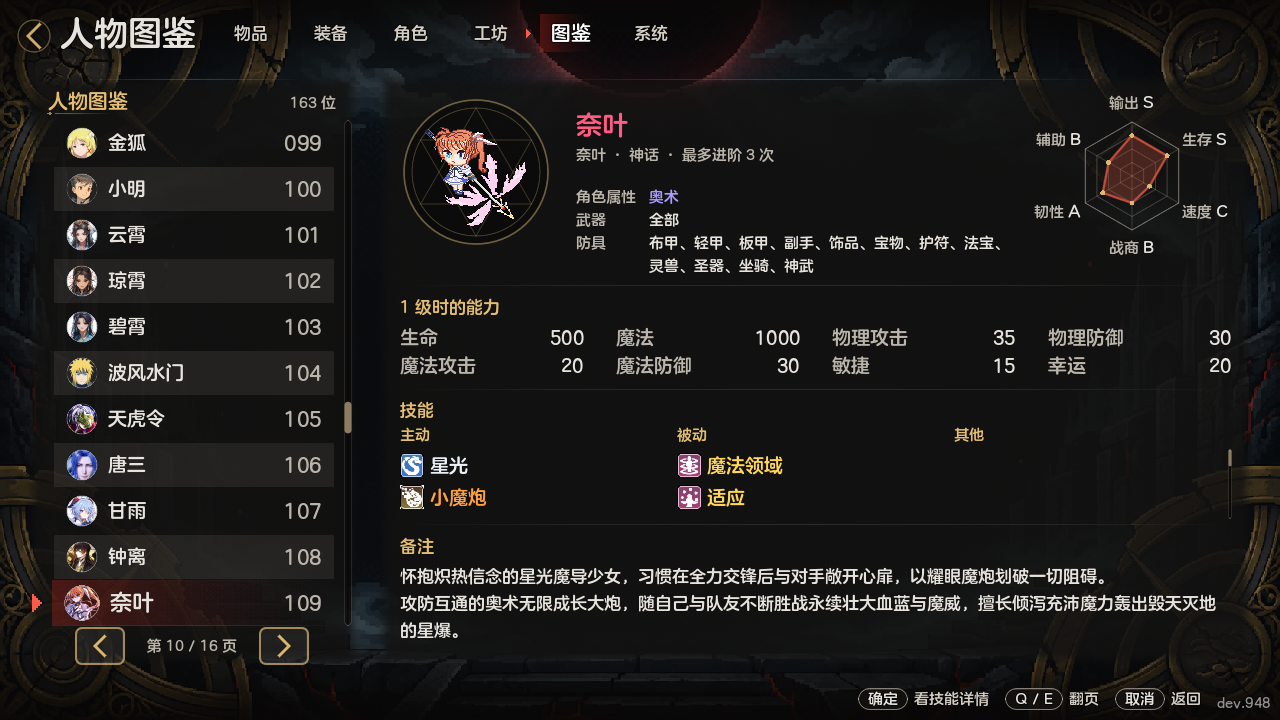 人物图鉴
物品 装备 角色 工坊 图鉴 系统
人物图鉴 163 位
金狐 099
小明 100
云霄 101
琼霄 102
碧霄 103
波风水门 104
天虎令 105
唐三 106
甘雨 107
钟离 108
奈叶 109
第 10 / 16 页
奈叶
奈叶 · 神话 · 最多进阶 3 次
角色属性 奥术
武器 全部
防具 布甲、轻甲、板甲、副手、饰品、宝物、护符、法宝、
灵兽、圣器、坐骑、神武
输出 S
辅助 B
生存 S
韧性 A
速度 C
战商 B
1 级时的能力
生命 500 魔法 1000 物理攻击 35 物理防御 30
魔法攻击 20 魔法防御 30 敏捷 15 幸运 20
技能
主动 被动 其他
星光 魔法领域
小魔炮 适应
备注
怀抱炽热信念的星光魔导少女，习惯在全力交锋后与对手敞开心扉，以耀眼魔炮划破一切阻碍。
攻防互通的奥术无限成长大炮，随自己与队友不断胜战永续壮大血蓝与魔威，擅长倾泻充沛魔力轰出毁天灭地
的星爆。
确定 看技能详情 Q / E 翻页 取消 返回 dev.948